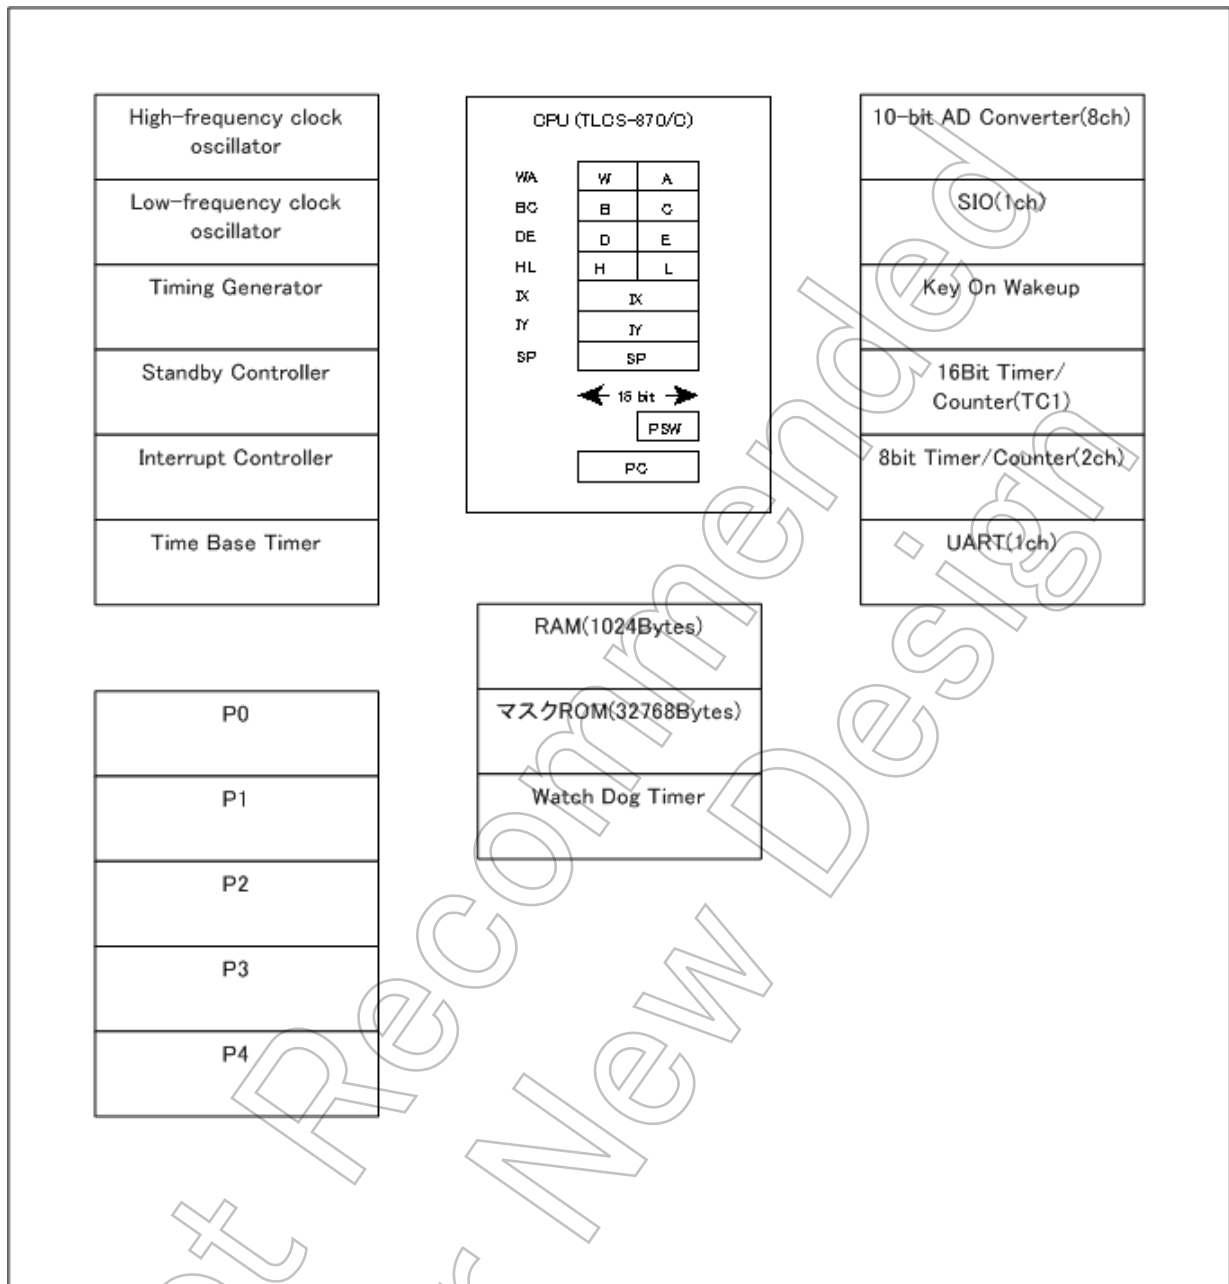 High-frequency clock
oscillator
Low-frequency clock
oscillator
Timing Generator
Standby Controller
Interrupt Controller
Time Base Timer
CPU (TLCS-870/C)
WA W A
BC B C
DE D E
HL H L
IX IX
IY IY
SP SP
16 bit
PSW
PC
10-bit AD Converter(8ch)
SIO(1ch)
Key On Wakeup
16Bit Timer/
Counter(TC1)
8bit Timer/Counter(2ch)
UART(1ch)
RAM(1024Bytes)
マスクROM(32768Bytes)
Watch Dog Timer
P0
P1
P2
P3
P4
Recommended
New Design